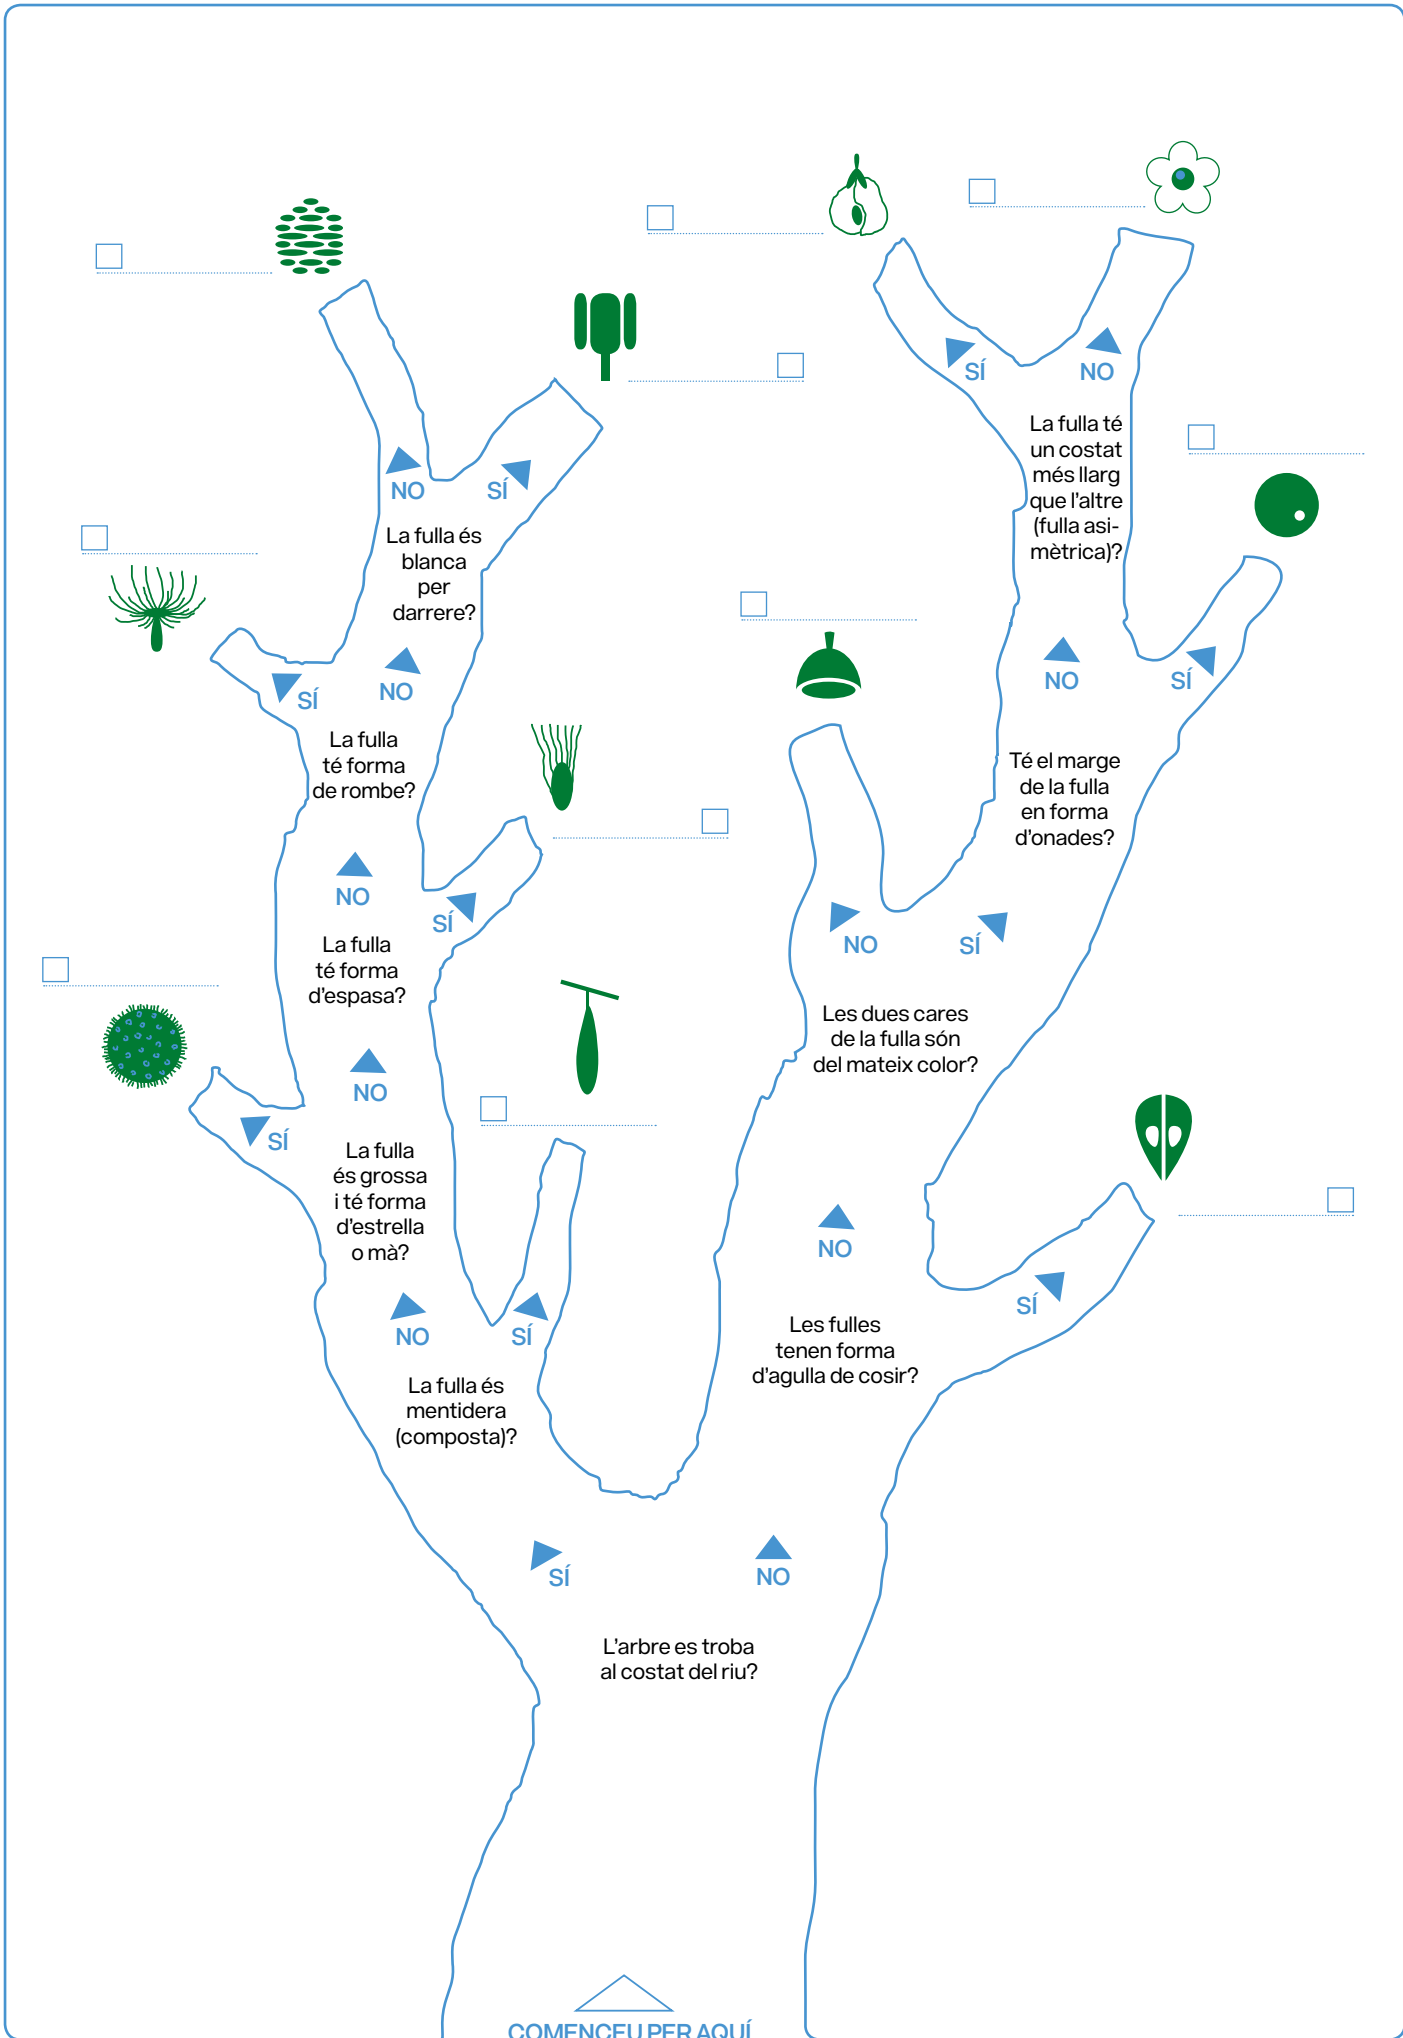 SÍ
NO
La fulla té
un costat
més llarg
que l'altre
(fulla asi-
mètrica)?
NO
SÍ
La fulla és
blanca
per
darrere?
SÍ
NO
NO
SÍ
La fulla
té forma
de rombe?
Té el marge
de la fulla
en forma
d'onades?
NO
SÍ
La fulla
té forma
d'espasa?
NO
SÍ
Les dues cares
de la fulla són
del mateix color?
NO
SÍ
La fulla
és grossa
i té forma
d'estrella
o mà?
NO
SÍ
Les fulles
tenen forma
d'agulla de cosir?
NO
SÍ
La fulla és
mentidera
(composta)?
SÍ
NO
L'arbre es troba
al costat del riu?
COMENCEU PER AQUÍ